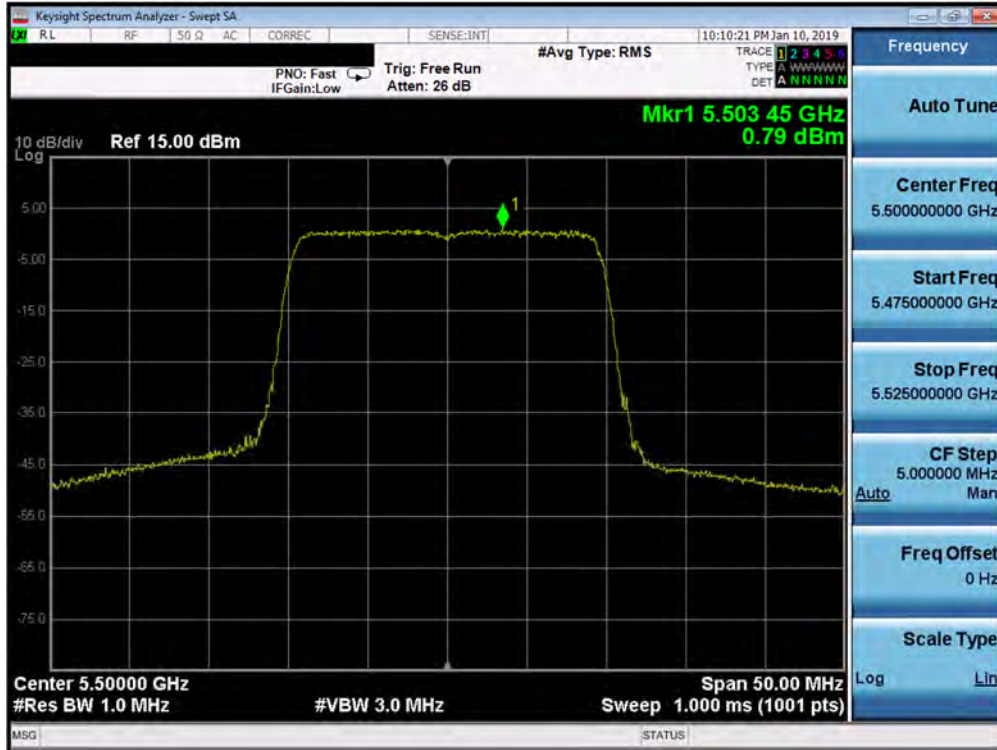 Keysight Spectrum Analyzer - Swept SA
LXI RL RF 50 Ω AC CORREC SENSE:INT 10:10:21 PM Jan 10, 2019
#Avg Type: RMS
TRACE 1 2 3 4 5 6
TYPE A WWWWW
DET A N N N N N
PNO: Fast
IFGain:Low
Trig: Free Run
Atten: 26 dB
Mkr1 5.503 45 GHz
0.79 dBm
10 dB/div
Log
Ref 15.00 dBm
1
5.00
-5.00
-15.0
-25.0
-35.0
-45.0
-55.0
-65.0
-75.0
Center 5.50000 GHz
Span 50.00 MHz
#Res BW 1.0 MHz
#VBW 3.0 MHz
Sweep 1.000 ms (1001 pts)
MSG
STATUS
Frequency
Auto Tune
Center Freq
5.500000000 GHz
Start Freq
5.475000000 GHz
Stop Freq
5.525000000 GHz
CF Step
5.000000 MHz
Auto Man
Freq Offset
0 Hz
Scale Type
Log Lin